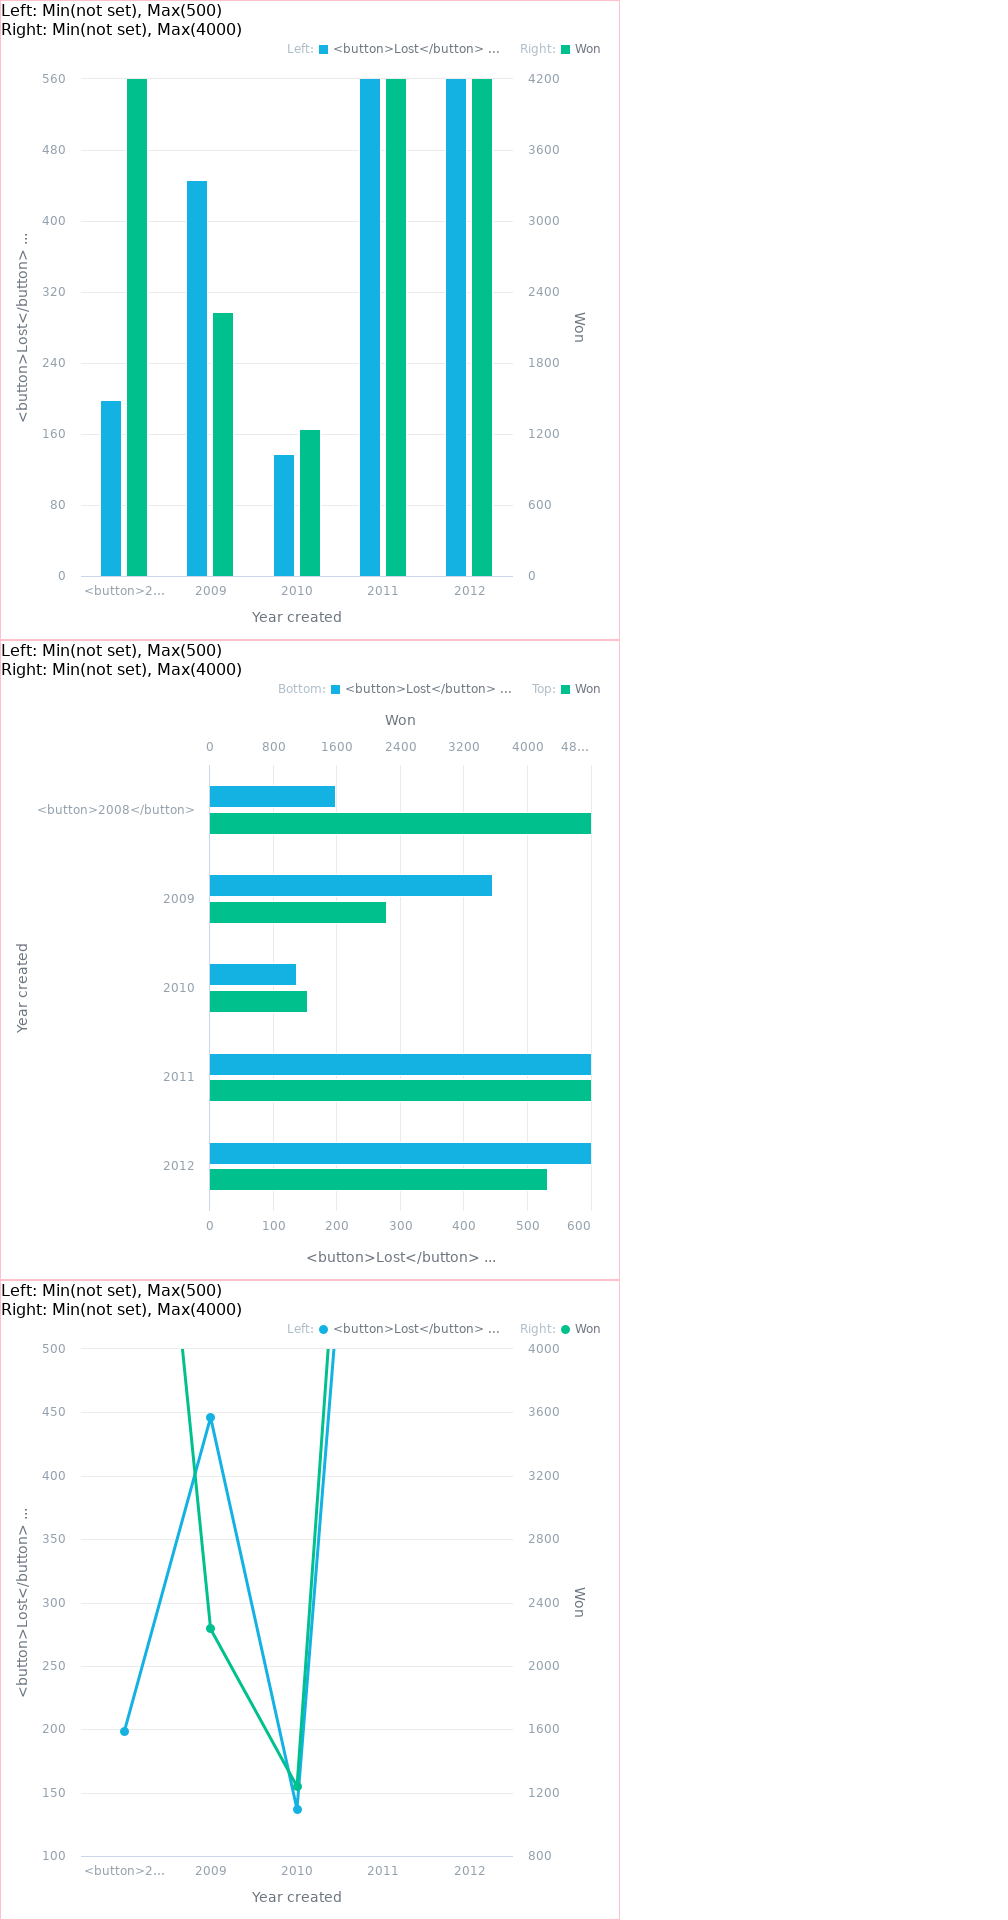 Left: Min(not set), Max(500)
Right: Min(not set), Max(4000)
Left: <button>Lost</button> ... Right: Won
560 4200
480 3600
400 3000
320 2400
240 1800
160 1200
80 600
0 0
<button>Lost</button> ...
Won
<button>2... 2009 2010 2011 2012
Year created
Left: Min(not set), Max(500)
Right: Min(not set), Max(4000)
Bottom: <button>Lost</button> ... Top: Won
Won
0 800 1600 2400 3200 4000 48...
<button>2008</button>
2009
2010
2011
2012
Year created
0 100 200 300 400 500 600
<button>Lost</button> ...
Left: Min(not set), Max(500)
Right: Min(not set), Max(4000)
Left: <button>Lost</button> ... Right: Won
500 4000
450 3600
400 3200
350 2800
300 2400
250 2000
200 1600
150 1200
100 800
<button>Lost</button> ...
Won
<button>2... 2009 2010 2011 2012
Year created